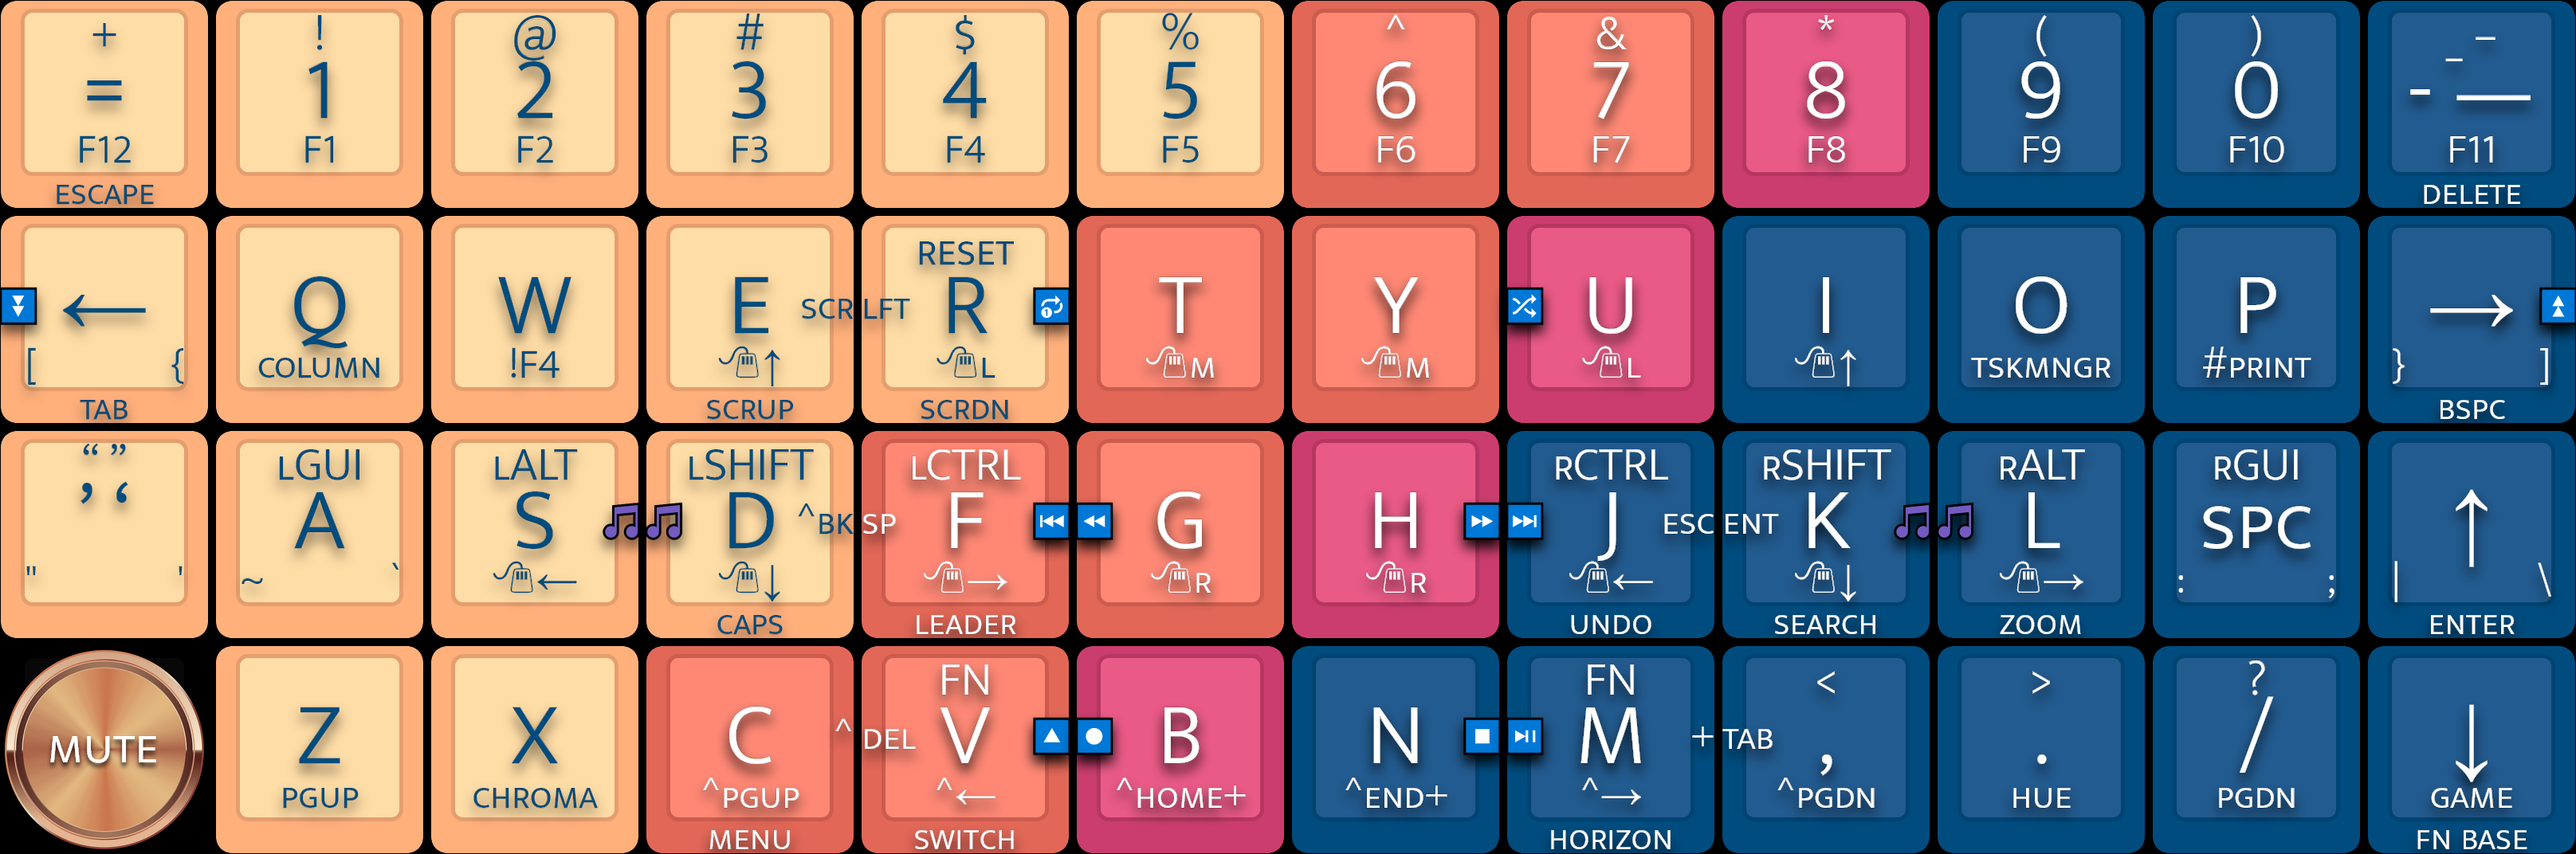 + ! @ # $ % ^ & * ( ) _ –
= 1 2 3 4 5 6 7 8 9 0 - —
F12 F1 F2 F3 F4 F5 F6 F7 F8 F9 F10 F11
ESCAPE DELETE
RESET
← Q W E SCR LFT R T Y U I O P →
[ { COLUMN !F4 ↑ L M M L ↑ TSKMNGR #PRINT } ]
TAB SCRUP SCRDN BSPC
“ ” LGUI LALT LSHIFT LCTRL RCTRL RSHIFT RALT RGUI
’ ‘ A S D ^BK SP F G H J ESC ENT K L SPC ↑
" ' ~ ` ← ↓ → R R ← ↓ → : ; | \
CAPS LEADER UNDO SEARCH ZOOM ENTER
FN FN < > ?
MUTE Z X C ^ DEL V B N M + TAB , . / ↓
PGUP CHROMA ^PGUP ^← ^HOME+ ^END+ ^→ ^PGDN HUE PGDN GAME
MENU SWITCH HORIZON FN BASE